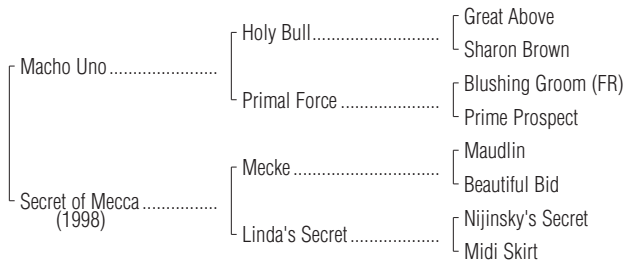 Great Above
Holy Bull......................
Sharon Brown
Macho Uno.......................
Blushing Groom (FR)
Primal Force....................
Prime Prospect
Maudlin
Mecke..............................
Beautiful Bid
Secret of Mecca................
(1998)
Nijinsky's Secret
Linda's Secret...................
Midi Skirt